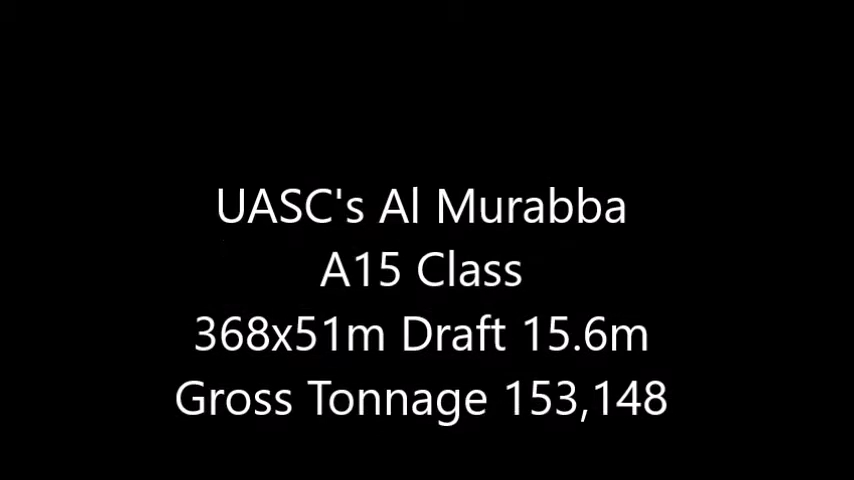 UASC's Al Murabba
A15 Class
368x51m Draft 15.6m
Gross Tonnage 153,148